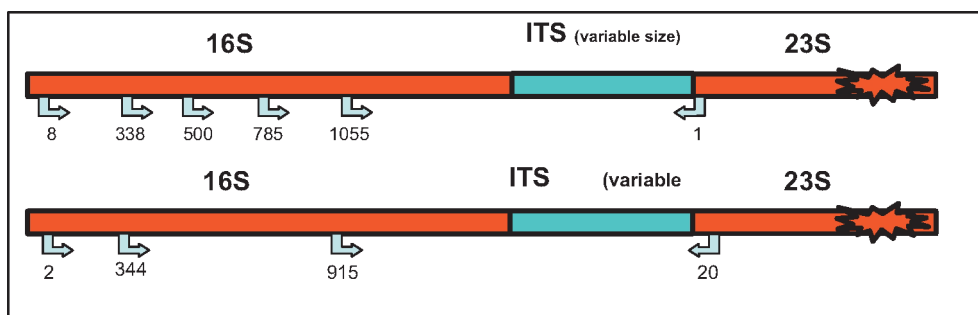 16S ITS (variable size) 23S
8 338 500 785 1055 1
16S ITS (variable 23S
2 344 915 20